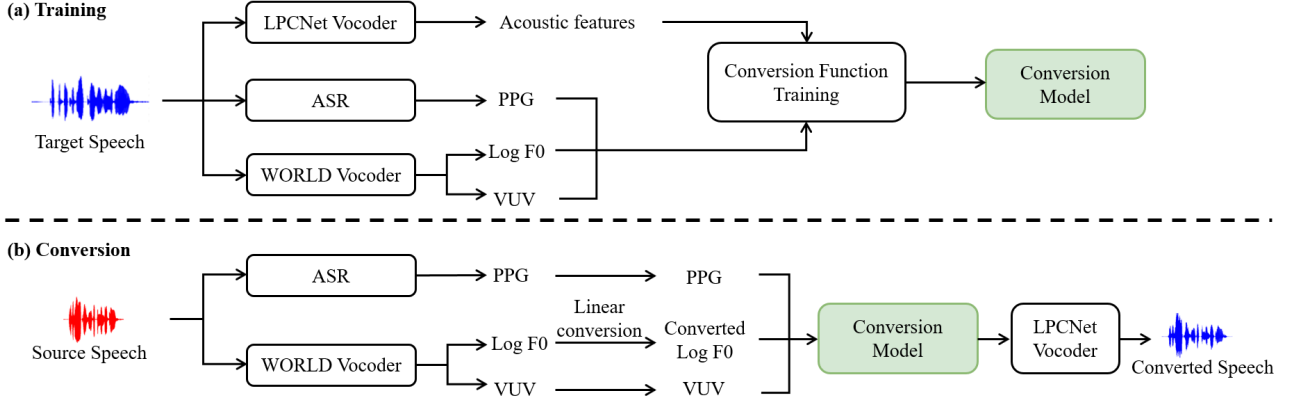 (a) Training
LPCNet Vocoder
Acoustic features
Conversion Function
Training
Conversion
Model
ASR
PPG
Target Speech
WORLD Vocoder
Log F0
VUV
(b) Conversion
ASR
PPG
PPG
Source Speech
WORLD Vocoder
Log F0
Linear
conversion
Converted
Log F0
VUV
VUV
Conversion
Model
LPCNet
Vocoder
Converted Speech